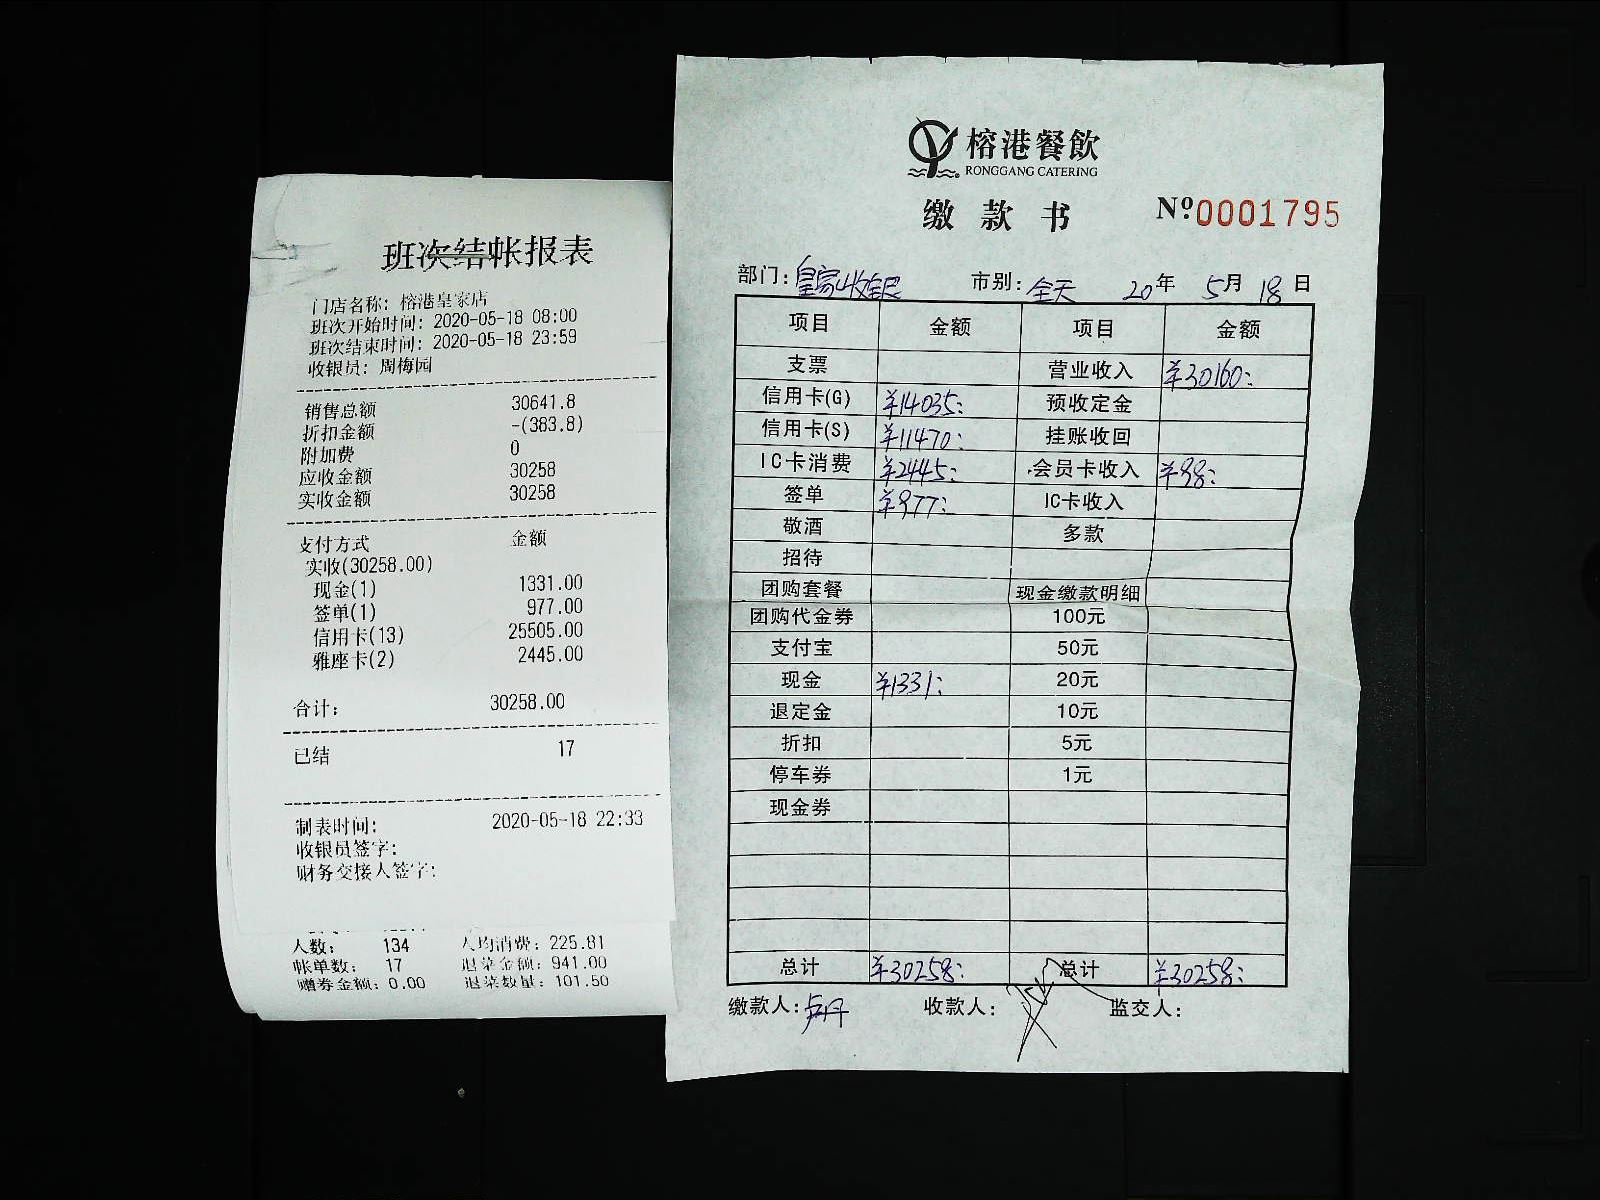 班次结帐报表
门店名称: 榕港皇家店
班次开始时间: 2020-05-18 08:00
班次结束时间: 2020-05-18 23:59
收银员: 周梅园
销售总额 30641.8
折扣金额 -(383.8)
附加费 0
应收金额 30258
实收金额 30258
支付方式 金额
实收(30258.00)
现金(1) 1331.00
签单(1) 977.00
信用卡(13) 25505.00
雅座卡(2) 2445.00
合计: 30258.00
已结 17
制表时间: 2020-05-18 22:33
收银员签字:
财务交接人签字:
人数: 134 人均消费: 225.81
帐单数: 17 退菜金额: 941.00
赠券金额: 0.00 退菜数量: 101.50
榕港餐飲
RONGGANG CATERING
缴款书 Nº0001795
部门: 皇家收银 市别: 全天 20年 5月 18日
项目 金额 项目 金额
支票 营业收入 ¥30160:
信用卡(G) ¥14035: 预收定金
信用卡(S) ¥11470: 挂账收回
IC卡消费 ¥2445: 会员卡收入 ¥98:
签单 ¥977: IC卡收入
敬酒 多款
招待
团购套餐 现金缴款明细
团购代金券 100元
支付宝 50元
现金 ¥1331: 20元
退定金 10元
折扣 5元
停车券 1元
现金券
总计 ¥30258: 总计 ¥30258:
缴款人: 卢丹 收款人: 监交人: